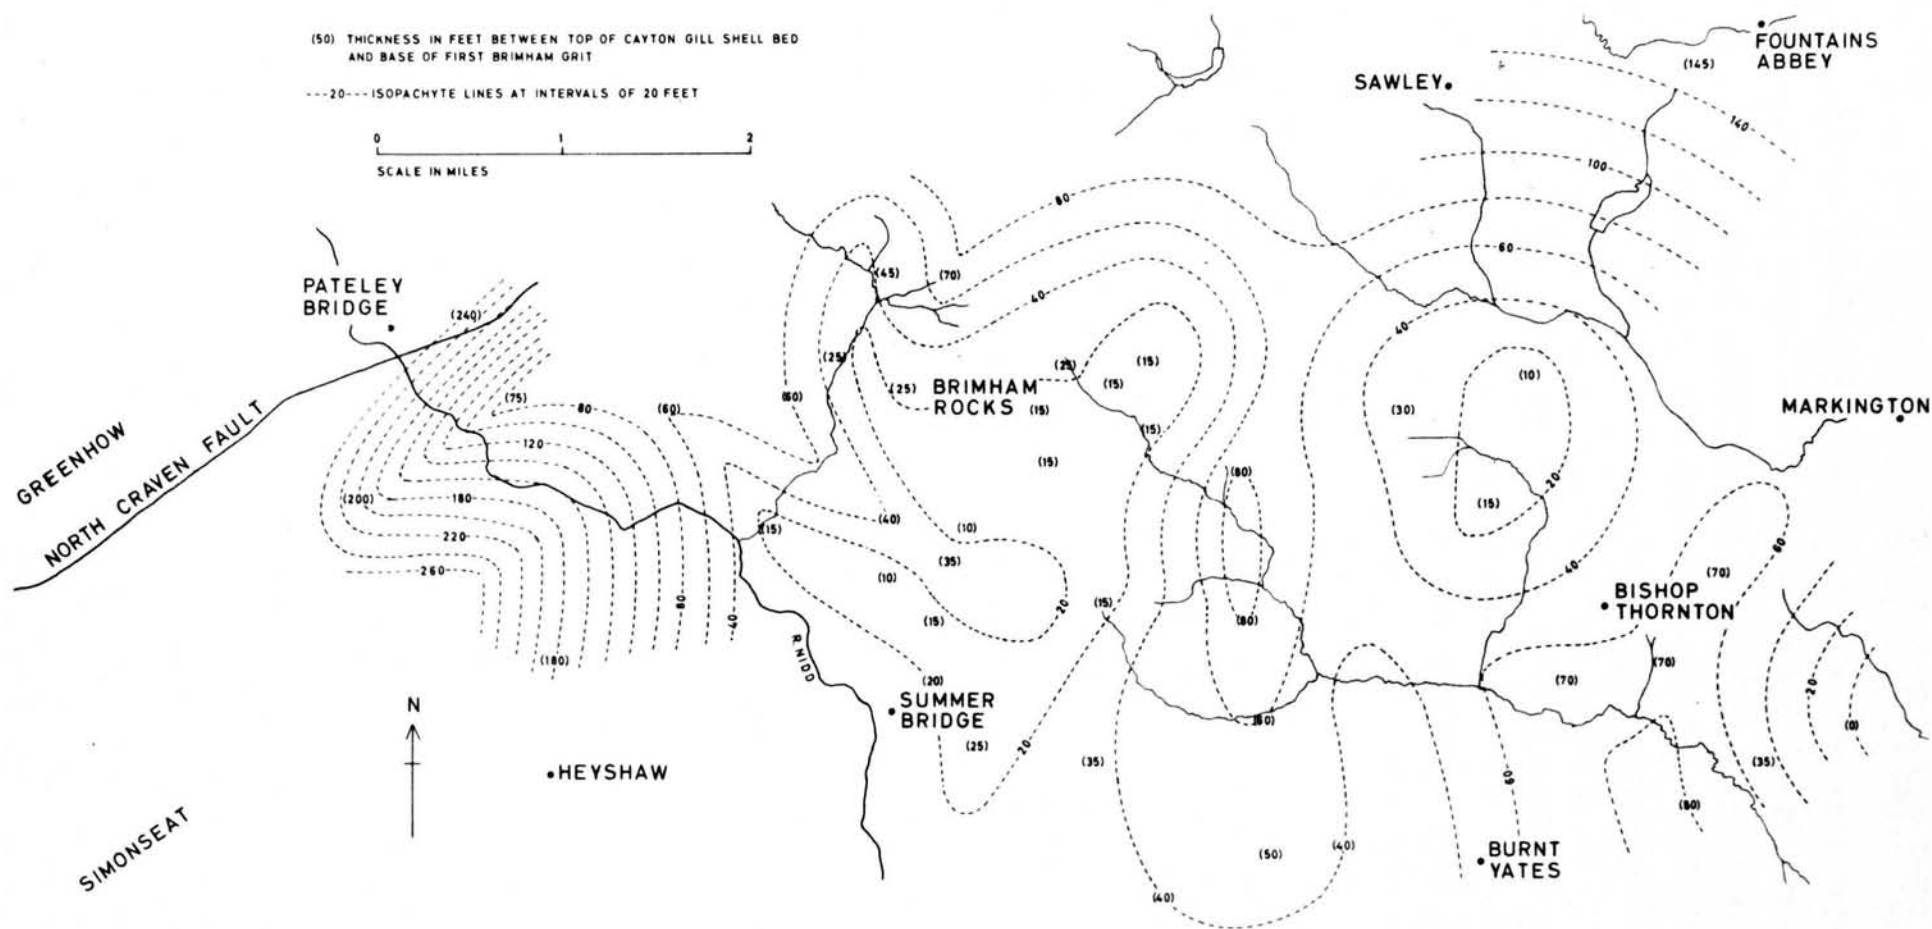 (50) THICKNESS IN FEET BETWEEN TOP OF CAYTON GILL SHELL BED
AND BASE OF FIRST BRIMHAM GRIT
---20--- ISOPACHYTE LINES AT INTERVALS OF 20 FEET
0 1 2
SCALE IN MILES
FOUNTAINS
ABBEY
(145)
SAWLEY
140
100
80
60
PATELEY
BRIDGE
(240)
(45)
(70)
40
40
(25)
(25)
(25)
(15)
(15)
(10)
BRIMHAM
ROCKS
(15)
(75)
80
(60)
(60)
(30)
MARKINGTON
GREENHOW
NORTH CRAVEN FAULT
120
(15)
(15)
(80)
20
(200)
180
(40)
(15)
(15)
(10)
220
(35)
60
260
(10)
40
(70)
80
40
(15)
20
(15)
(80)
BISHOP
THORNTON
R. NIDD
(180)
(20)
(70)
(70)
20
N
SUMMER
BRIDGE
(60)
(0)
(25)
20
(35)
(35)
HEYSHAW
60
(80)
SIMONSEAT
(50)
(40)
BURNT
YATES
(40)